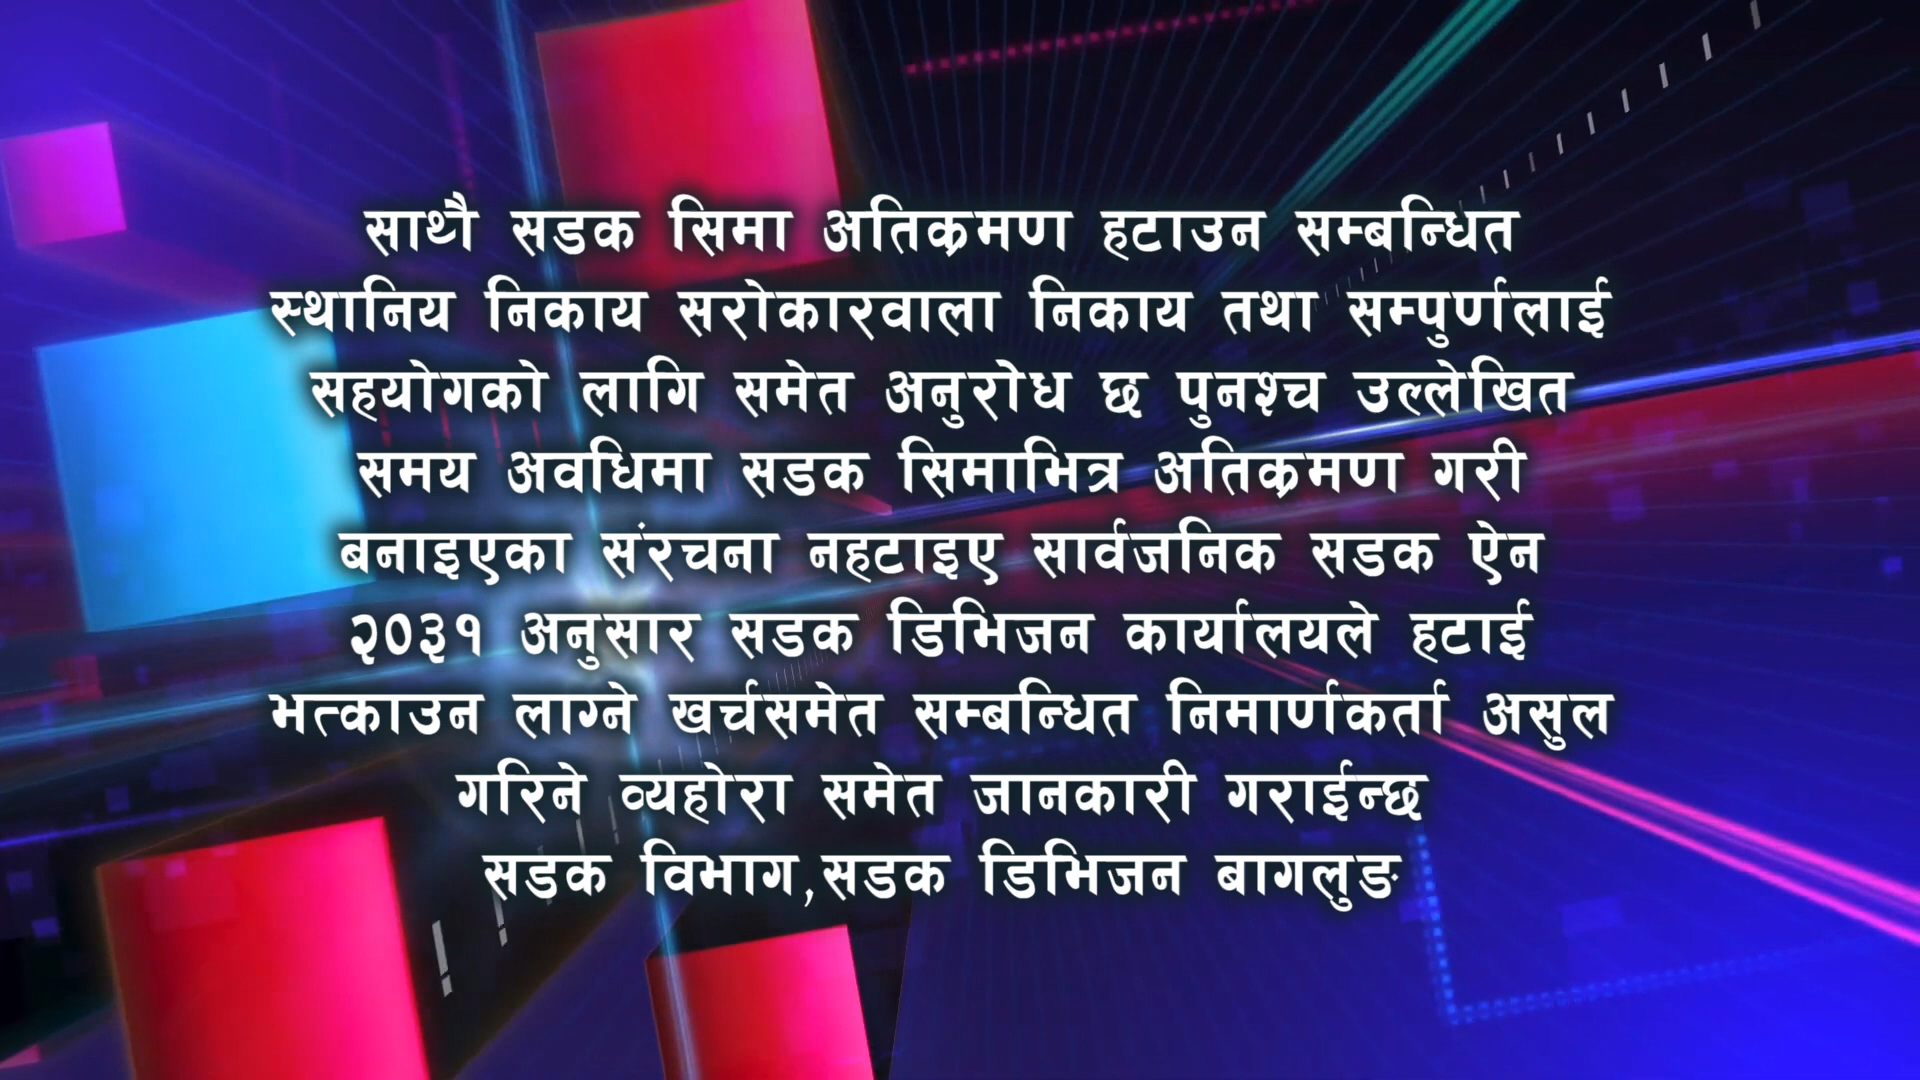 साथै सडक सिमा अतिक्रमण हटाउन सम्बन्धित
स्थानिय निकाय सरोकारवाला निकाय तथा सम्पुर्णलाई
सहयोगको लागि समेत अनुरोध छ पुनश्च उल्लेखित
समय अवधिमा सडक सिमाभित्र अतिक्रमण गरी
बनाइएका संरचना नहटाइए सार्वजनिक सडक ऐन
२०३१ अनुसार सडक डिभिजन कार्यालयले हटाई
भत्काउन लाग्ने खर्चसमेत सम्बन्धित निमार्णकर्ता असुल
गरिने व्यहोरा समेत जानकारी गराईन्छ
सडक विभाग,सडक डिभिजन बागलुङ